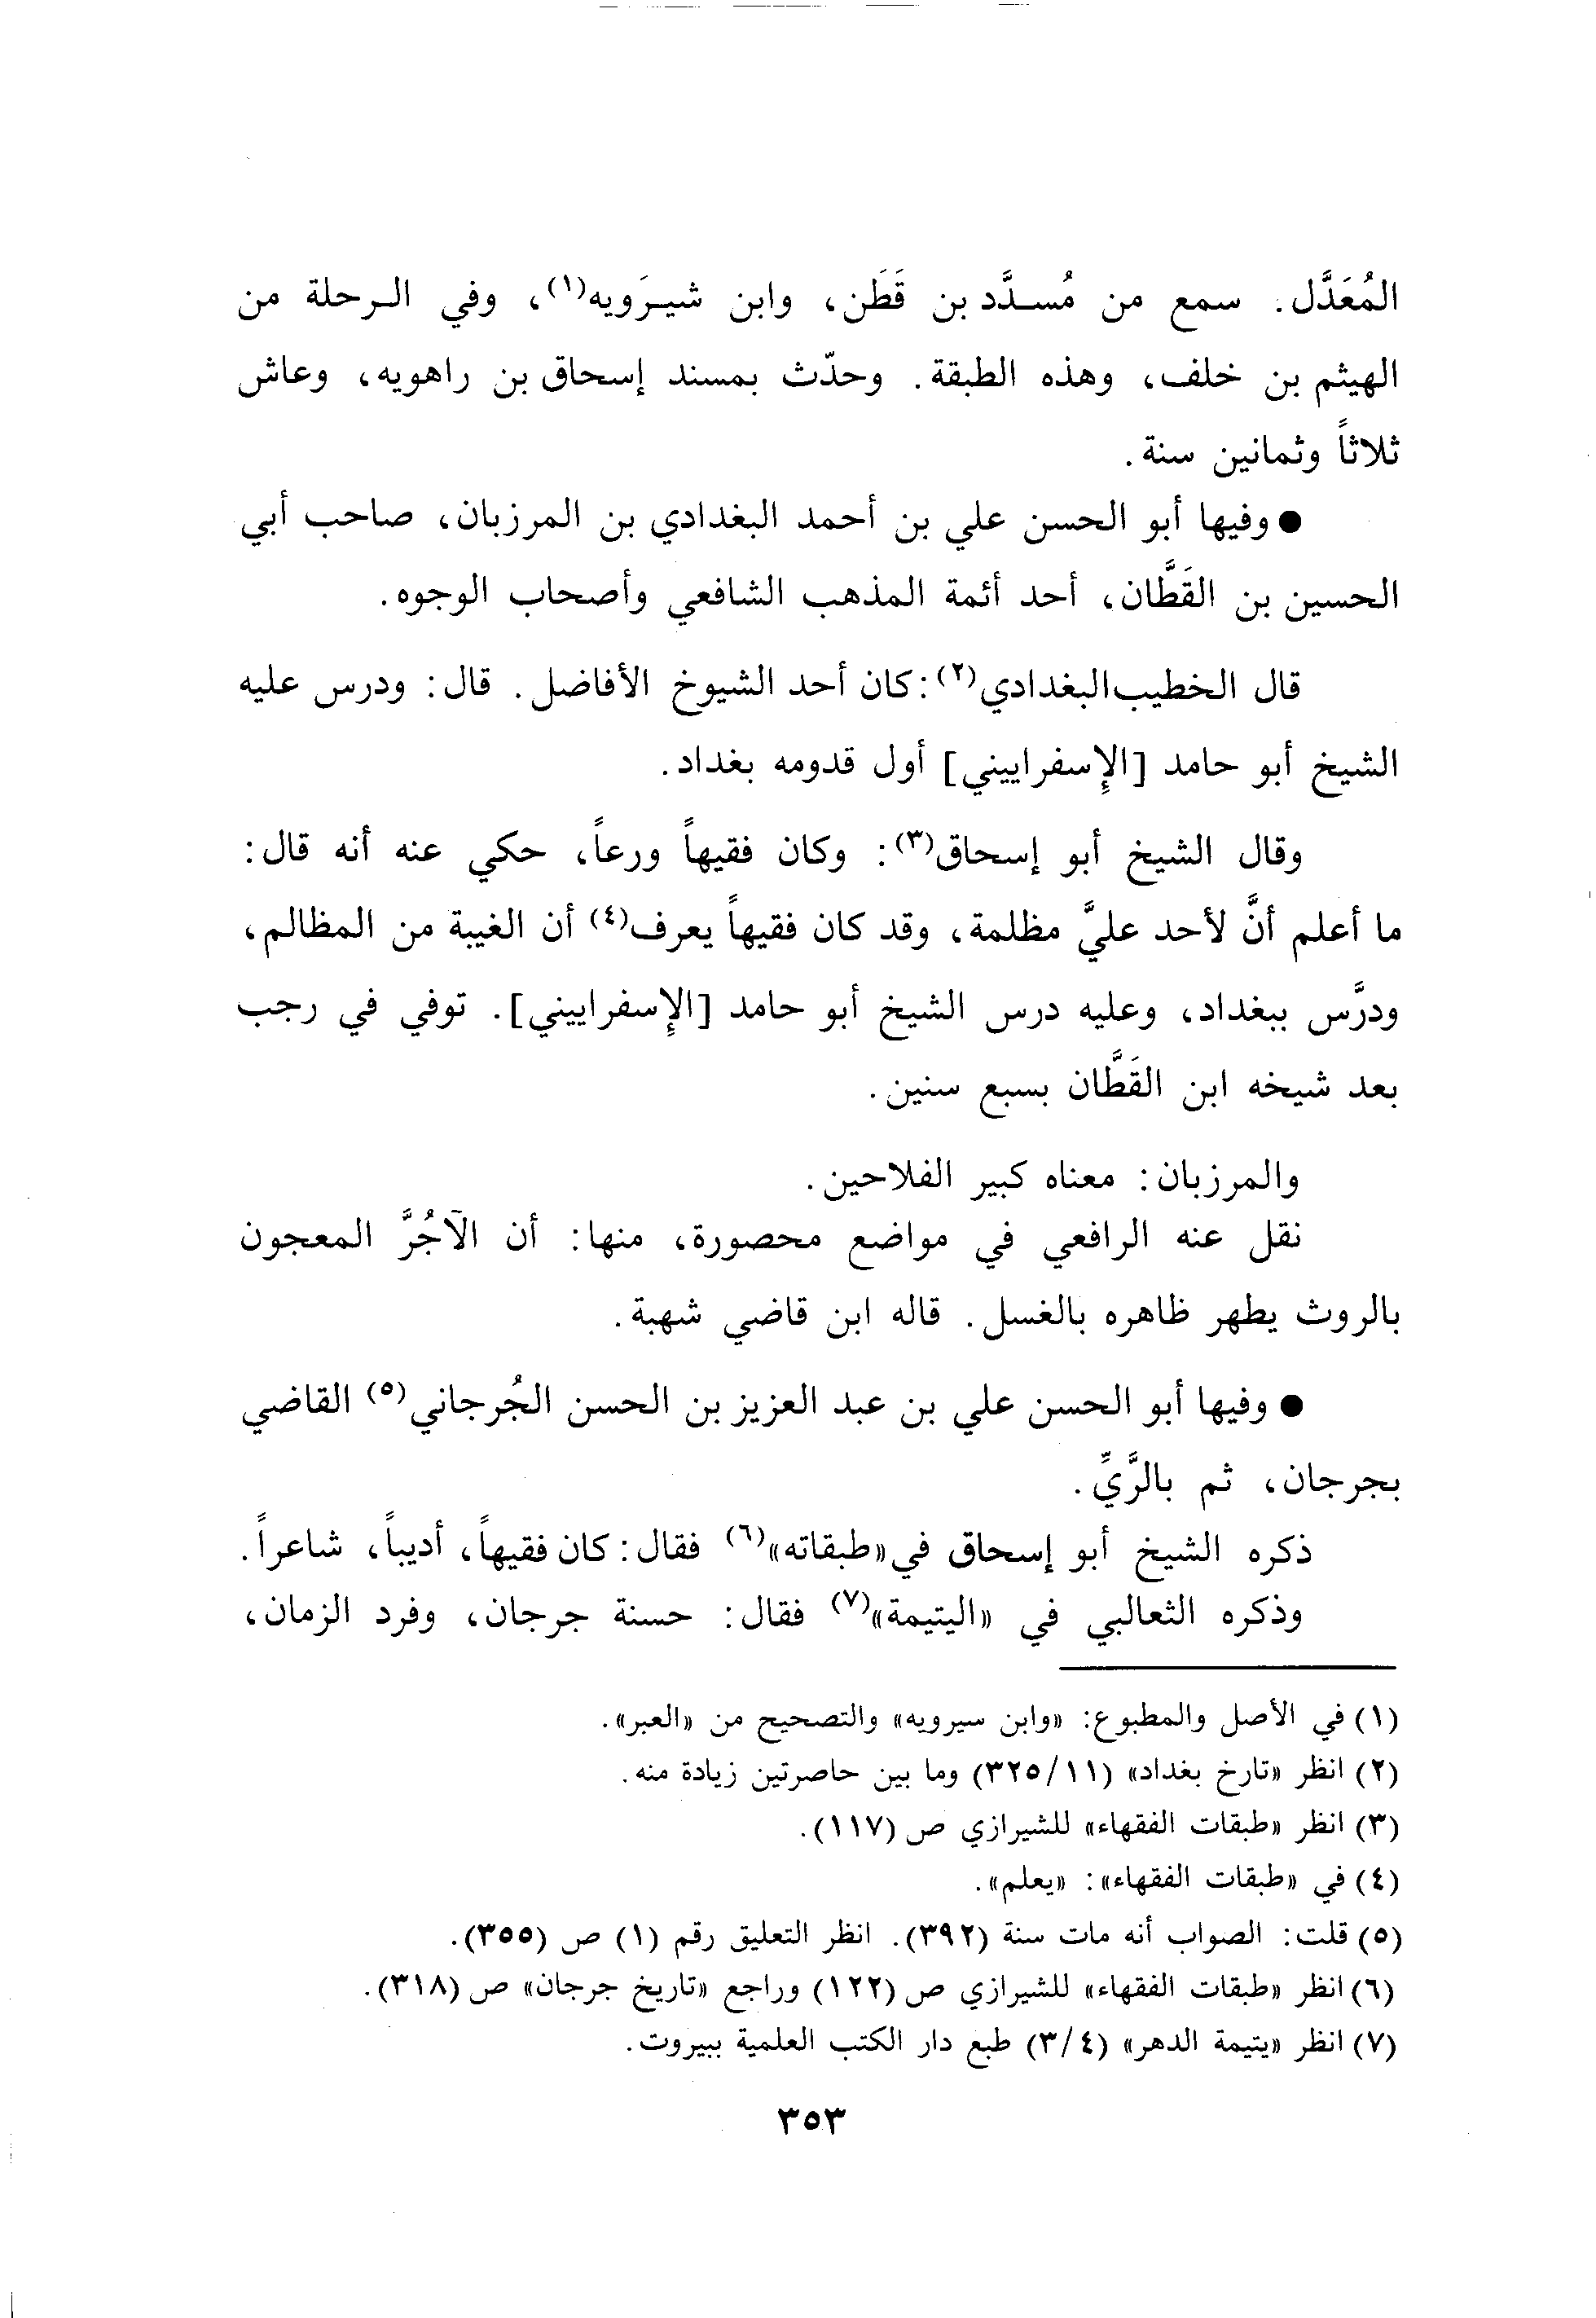 المُعَدَّل. سمع من مُسـدَّد بن قَطَن، وابن شيـرَويه(١)، وفي الـرحلة من
الهيثم بن خلف، وهذه الطبقة. وحدّث بمسند إسحاق بن راهويه، وعاش
ثلاثاً وثمانين سنة.
● وفيها أبو الحسن علي بن أحمد البغدادي بن المرزبان، صاحب أبي
الحسين بن القَطَّان، أحد أئمة المذهب الشافعي وأصحاب الوجوه.
قال الخطيب البغدادي(٢): كان أحد الشيوخ الأفاضل. قال: ودرس عليه
الشيخ أبو حامد [الإِسفراييني] أول قدومه بغداد.
وقال الشيخ أبو إسحاق(٣): وكان فقيهاً ورعاً، حكي عنه أنه قال:
ما أعلم أنَّ لأحد عليَّ مظلمة، وقد كان فقيهاً يعرف(٤) أن الغيبة من المظالم،
ودرَّس ببغداد، وعليه درس الشيخ أبو حامد [الإِسفراييني]. توفي في رجب
بعد شيخه ابن القَطَّان بسبع سنين.
والمرزبان: معناه كبير الفلاحين.
نقل عنه الرافعي في مواضع محصورة، منها: أن الآجُرَّ المعجون
بالروث يطهر ظاهره بالغسل. قاله ابن قاضي شهبة.
● وفيها أبو الحسن علي بن عبد العزيز بن الحسن الجُرجاني(٥) القاضي
بجرجان، ثم بالرَّيِّ.
ذكره الشيخ أبو إسحاق في «طبقاته»(٦) فقال: كان فقيهاً، أديباً، شاعراً.
وذكره الثعالبي في «اليتيمة»(٧) فقال: حسنة جرجان، وفرد الزمان،
(١) في الأصل والمطبوع: «وابن سيرويه» والتصحيح من «العبر».
(٢) انظر «تارخ بغداد» (١١/ ٣٢٥) وما بين حاصرتين زيادة منه.
(٣) انظر «طبقات الفقهاء» للشيرازي ص (١١٧).
(٤) في «طبقات الفقهاء»: «يعلم».
(٥) قلت: الصواب أنه مات سنة (٣٩٢). انظر التعليق رقم (١) ص (٣٥٥).
(٦) انظر «طبقات الفقهاء» للشيرازي ص (١٢٢) وراجع «تاريخ جرجان» ص (٣١٨).
(٧) انظر «يتيمة الدهر» (٤ /٣) طبع دار الكتب العلمية ببيروت.
٣٥٣